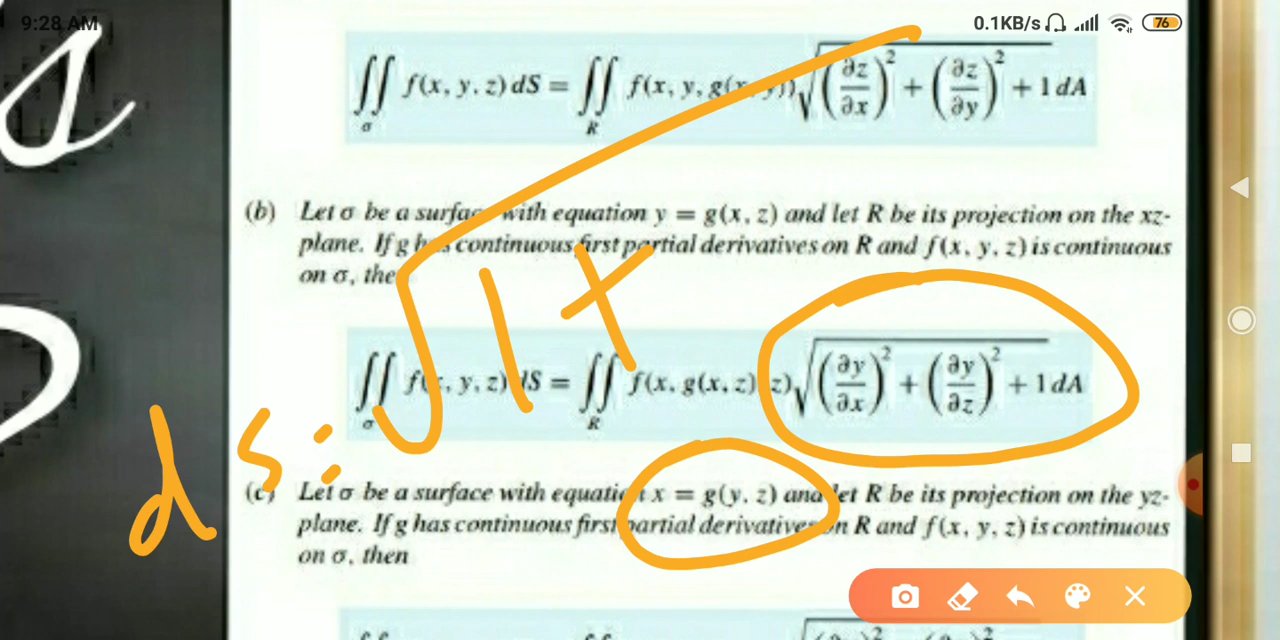 9:28 AM 0.1KB/s 76
∬ f(x, y, z) dS = ∬ f(x, y, g(x, y))√((∂z/∂x)² + (∂z/∂y)² + 1) dA
σ R
(b) Let σ be a surface with equation y = g(x, z) and let R be its projection on the xz-
plane. If g has continuous first partial derivatives on R and f(x, y, z) is continuous
on σ, then
√1+
∬ f(x, y, z) dS = ∬ f(x, g(x, z), z)√((∂y/∂x)² + (∂y/∂z)² + 1) dA
σ R
ds:
(c) Let σ be a surface with equation x = g(y, z) and let R be its projection on the yz-
plane. If g has continuous first partial derivatives on R and f(x, y, z) is continuous
on σ, then